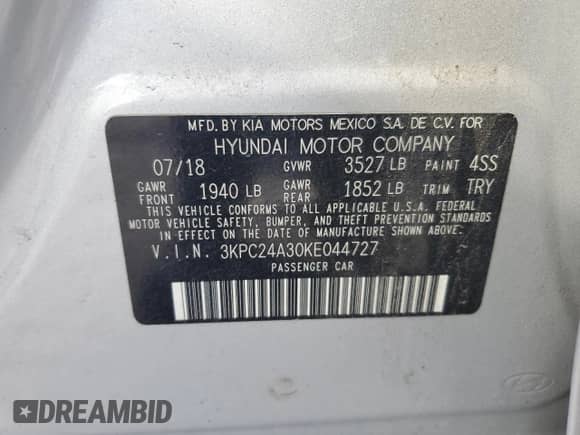 MFD. BY KIA MOTORS MEXICO S.A. DE C.V. FOR
HYUNDAI MOTOR COMPANY
07/18 GVWR 3527 LB PAINT 4SS
GAWR FRONT 1940 LB GAWR REAR 1852 LB TRIM TRY
THIS VEHICLE CONFORMS TO ALL APPLICABLE U.S.A. FEDERAL
MOTOR VEHICLE SAFETY, BUMPER, AND THEFT PREVENTION STANDARDS
IN EFFECT ON THE DATE OF MANUFACTURE SHOWN ABOVE.
V.I.N. 3KPC24A30KE044727
PASSENGER CAR
DREAMBID